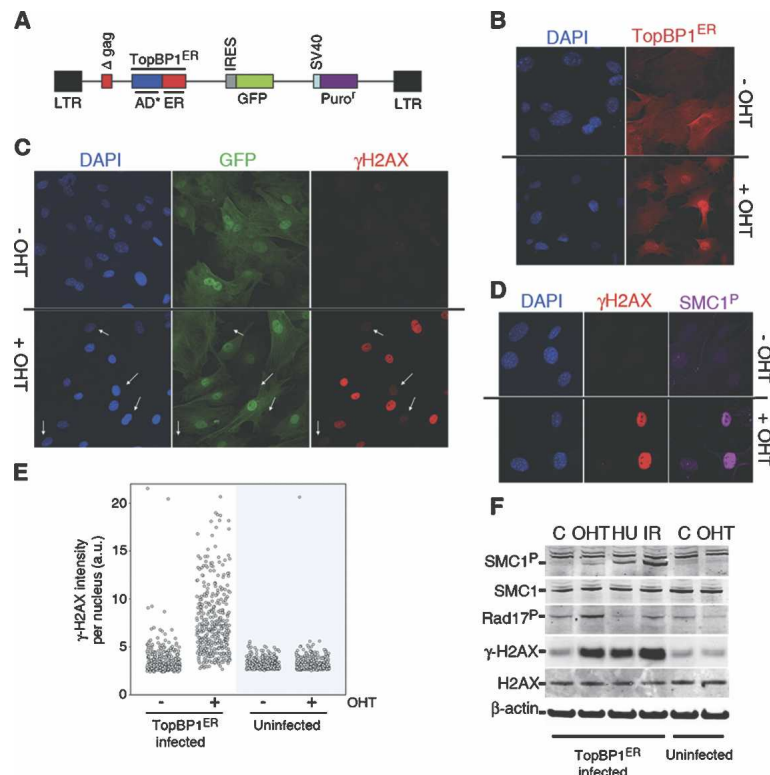 A
Δ gag
TopBP1ER
IRES
SV40
LTR
AD*
ER
GFP
Puror
LTR
B
DAPI
TopBP1ER
- OHT
+ OHT
C
DAPI
GFP
γH2AX
- OHT
+ OHT
D
DAPI
γH2AX
SMC1P
- OHT
+ OHT
E
γ-H2AX intensity
per nucleus (a.u.)
20
15
10
5
0
- + - + OHT
TopBP1ER
infected
Uninfected
F
C OHT HU IR C OHT
SMC1P
SMC1
Rad17P
γ-H2AX
H2AX
β-actin
TopBP1ER
infected
Uninfected